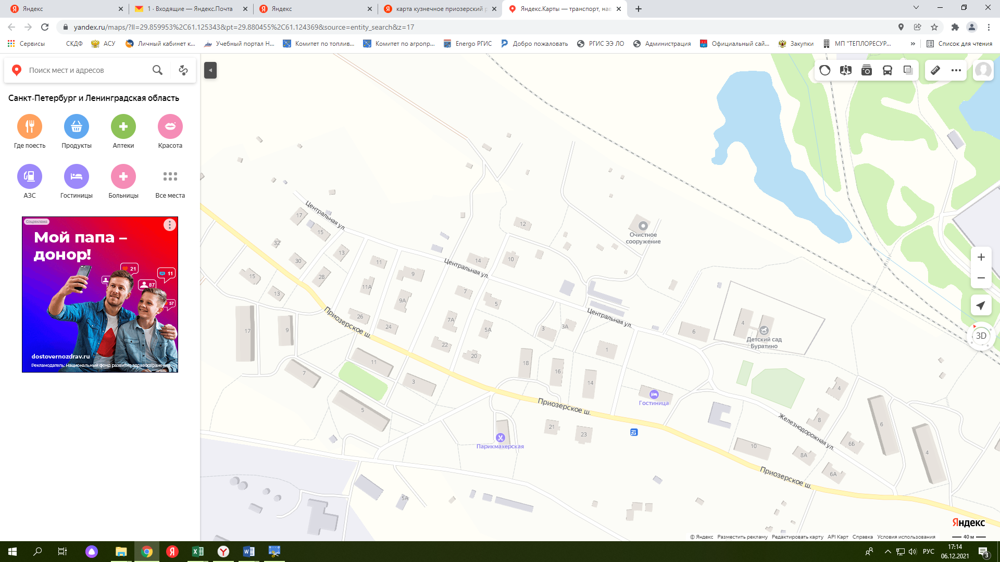 Яндекс
1 · Входящие — Яндекс.Почта
Яндекс
карта кузнечное приозерский р
Яндекс.Карты — транспорт, нав
yandex.ru/maps/?ll=29.859953%2C61.125343&pt=29.880455%2C61.124369&source=entity_search&z=17
Сервисы
СКДФ
АСУ
Личный кабинет к...
Учебный портал Н...
Комитет по топлив...
Комитет по агропр...
Energo РГИС
Добро пожаловать
РГИС ЭЭ ЛО
Администрация
Официальный сай...
Закупки
МП "ТЕПЛОРЕСУР...
»
Список для чтения
Поиск мест и адресов
Санкт-Петербург и Ленинградская область
Где поесть
Продукты
Аптеки
Красота
АЗС
Гостиницы
Больницы
Все места
Соцреклама
Мой папа –
донор!
21
11
87
57
dostovernozdrav.ru
Рекламодатель: Национальный фонд развития здравоохранения
Центральная ул.
17
15
32
13
30
28
11
9
11А
9А
14
10
12
Центральная ул.
Очистное
сооружение
15
13
17
9
26
24
7
5
7А
5А
22
20
3
3А
Центральная ул.
6
4
Детский сад
Буратино
1
Приозерское ш.
11
7
3
5
18
16
14
Гостиница
Приозерское ш.
21
23
Парикмахерская
4
8
6
Железнодорожная ул.
6Б
10
8А
6А
4
Приозерское ш.
5А
3D
Яндекс
© Яндекс Разместить рекламу Редактировать карту API Карт Справка Условия использования
40 м
РУС
17:14
06.12.2021
3